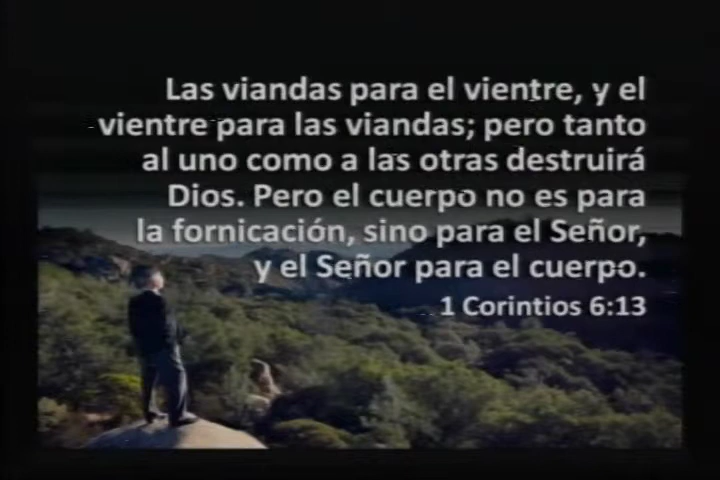 Las viandas para el vientre, y el
vientre para las viandas; pero tanto
al uno como a las otras destruirá
Dios. Pero el cuerpo no es para
la fornicación, sino para el Señor,
y el Señor para el cuerpo.
1 Corintios 6:13